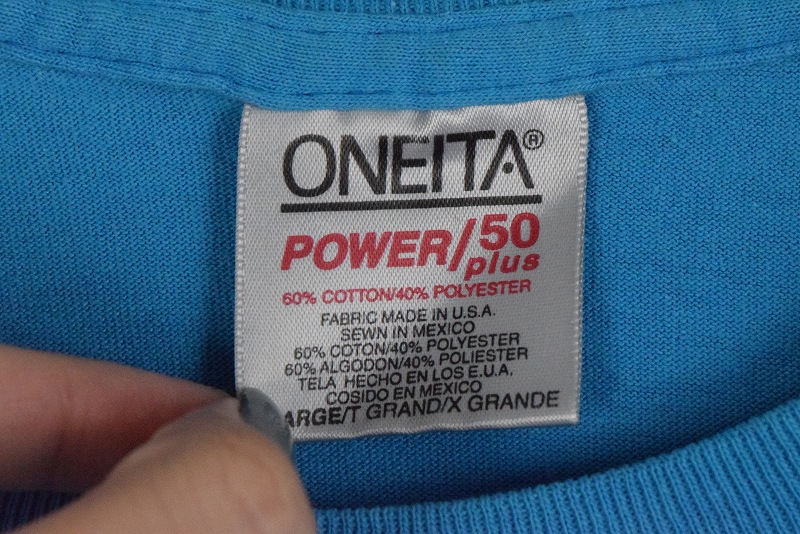 ONEITA®
POWER/50 plus
60% COTTON/40% POLYESTER
FABRIC MADE IN U.S.A.
SEWN IN MEXICO
60% COTON/40% POLYESTER
60% ALGODON/40% POLIESTER
TELA HECHO EN LOS E.U.A.
COSIDO EN MEXICO
ARGE/T GRAND/X GRANDE